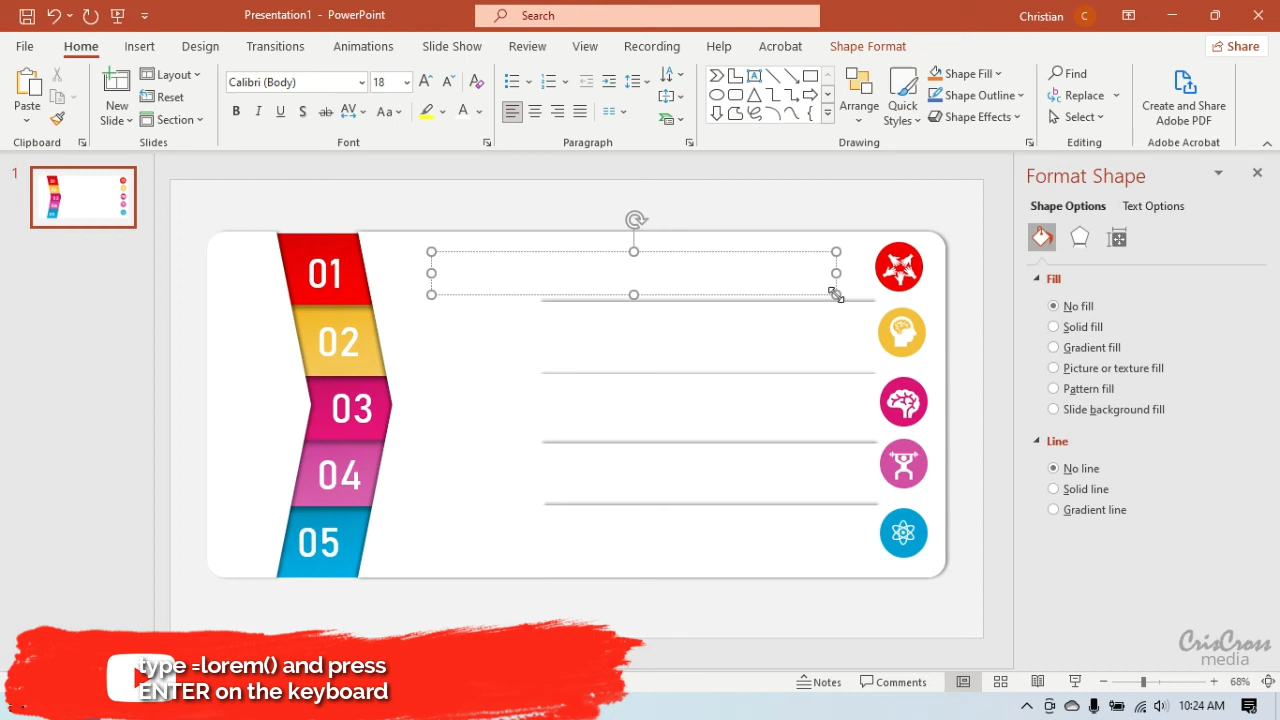 Presentation1 - PowerPoint
Search
Christian
C
File
Home
Insert
Design
Transitions
Animations
Slide Show
Review
View
Recording
Help
Acrobat
Shape Format
Share
Paste
New
Slide
Layout
Reset
Section
Calibri (Body)
18
B I U S ab AV Aa A
Arrange
Quick
Styles
Shape Fill
Shape Outline
Shape Effects
Find
Replace
Select
Create and Share
Adobe PDF
Clipboard
Slides
Font
Paragraph
Drawing
Editing
Adobe Acrobat
1
01
02
03
04
05
Format Shape
Shape Options
Text Options
Fill
No fill
Solid fill
Gradient fill
Picture or texture fill
Pattern fill
Slide background fill
Line
No line
Solid line
Gradient line
CrisCross
media
type =lorem() and press
ENTER on the keyboard
Notes
Comments
68%
10:24 AM